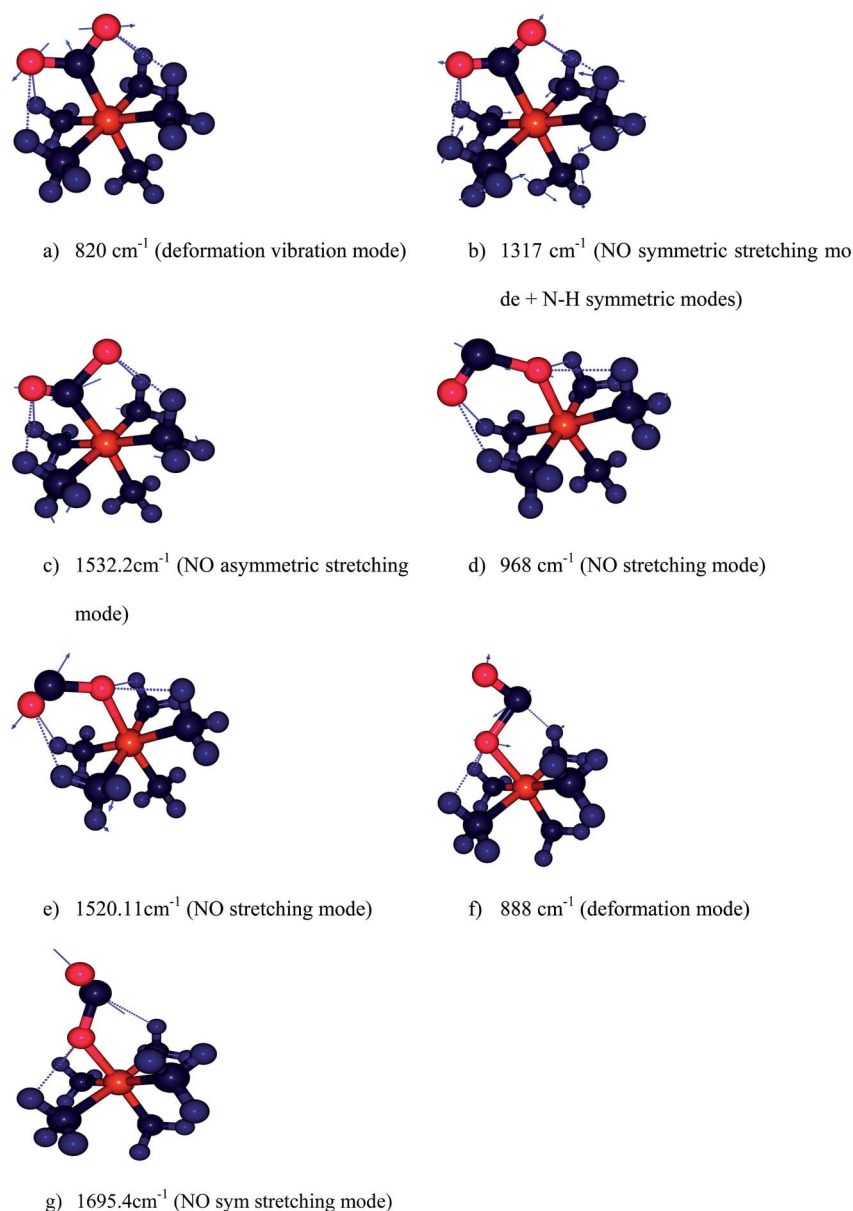 a) 820 cm⁻¹ (deformation vibration mode)
b) 1317 cm⁻¹ (NO symmetric stretching mo
de + N-H symmetric modes)
c) 1532.2cm⁻¹ (NO asymmetric stretching
mode)
d) 968 cm⁻¹ (NO stretching mode)
e) 1520.11cm⁻¹ (NO stretching mode)
f) 888 cm⁻¹ (deformation mode)
g) 1695.4cm⁻¹ (NO sym stretching mode)